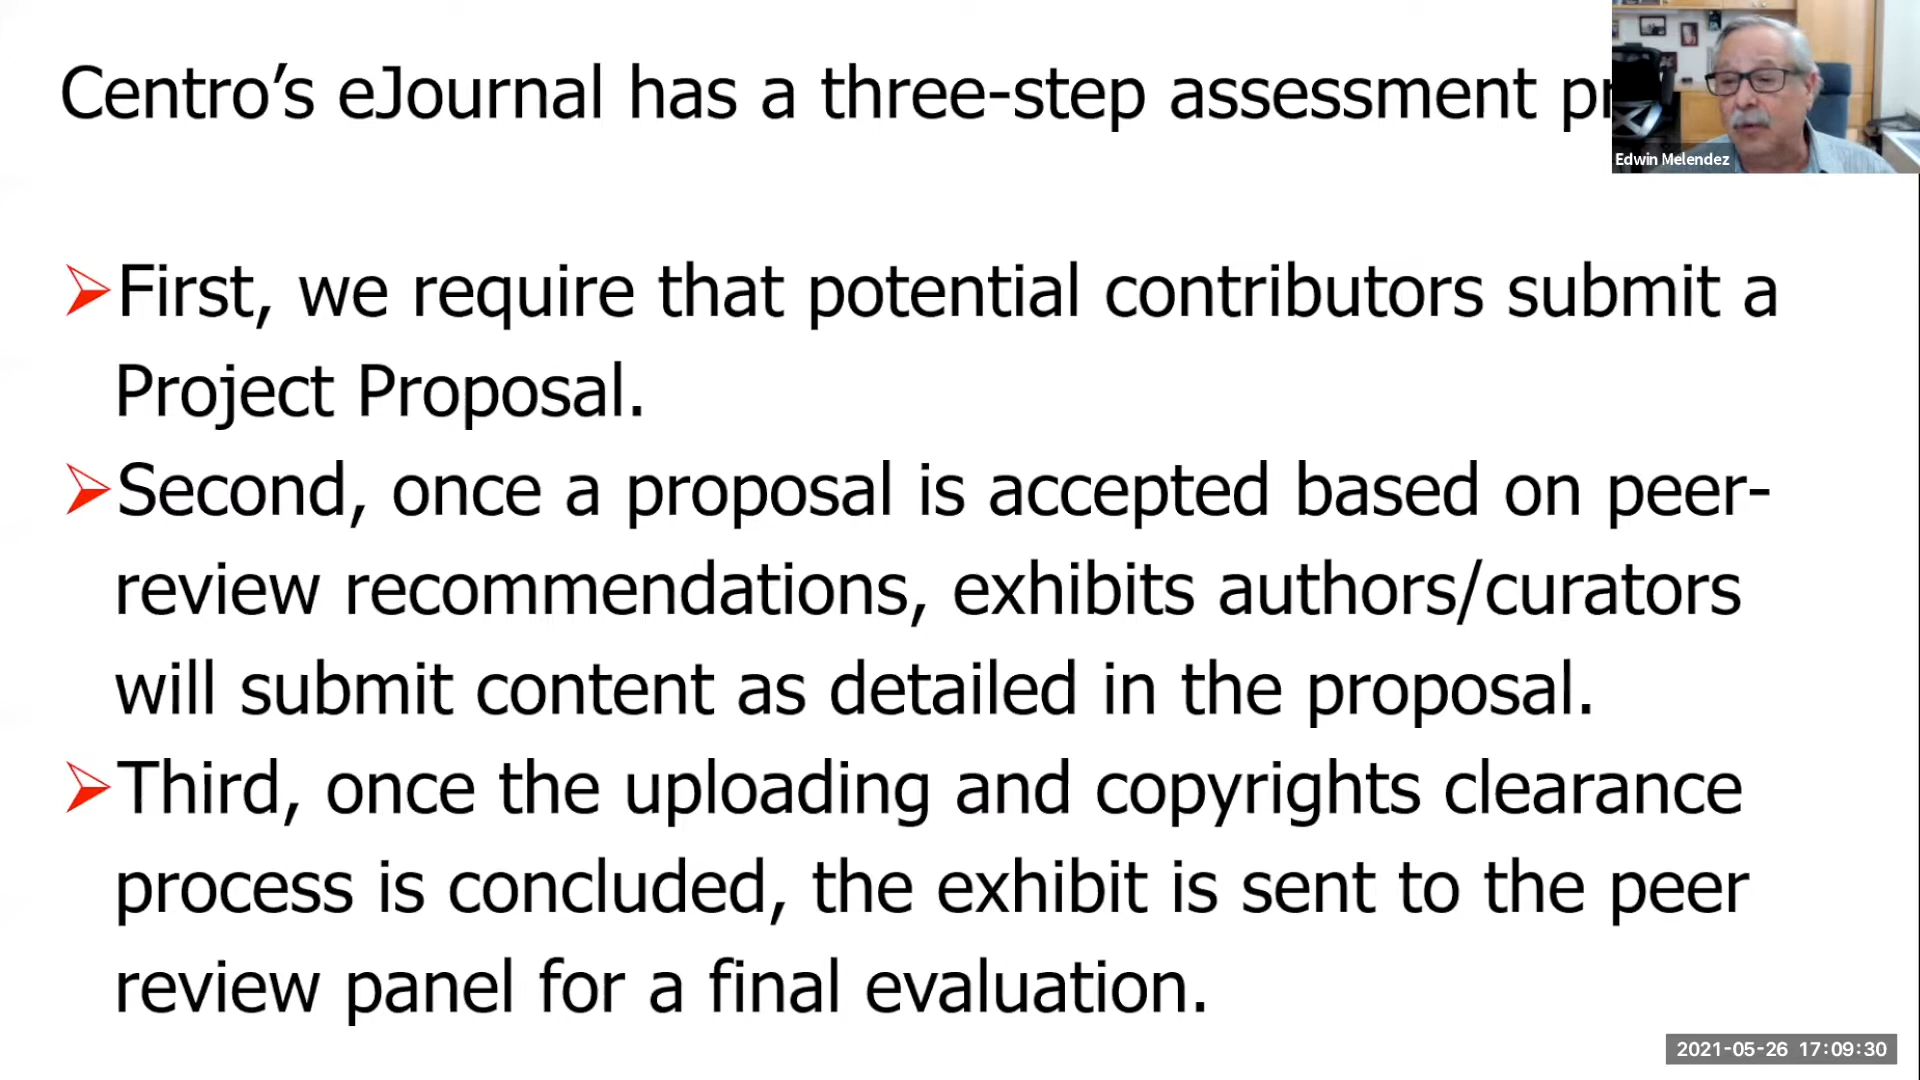 Centro’s eJournal has a three-step assessment
Edwin Melendez
➢First, we require that potential contributors submit a
Project Proposal.
➢Second, once a proposal is accepted based on peer-
review recommendations, exhibits authors/curators
will submit content as detailed in the proposal.
➢Third, once the uploading and copyrights clearance
process is concluded, the exhibit is sent to the peer
review panel for a final evaluation.
2021-05-26 17:09:30